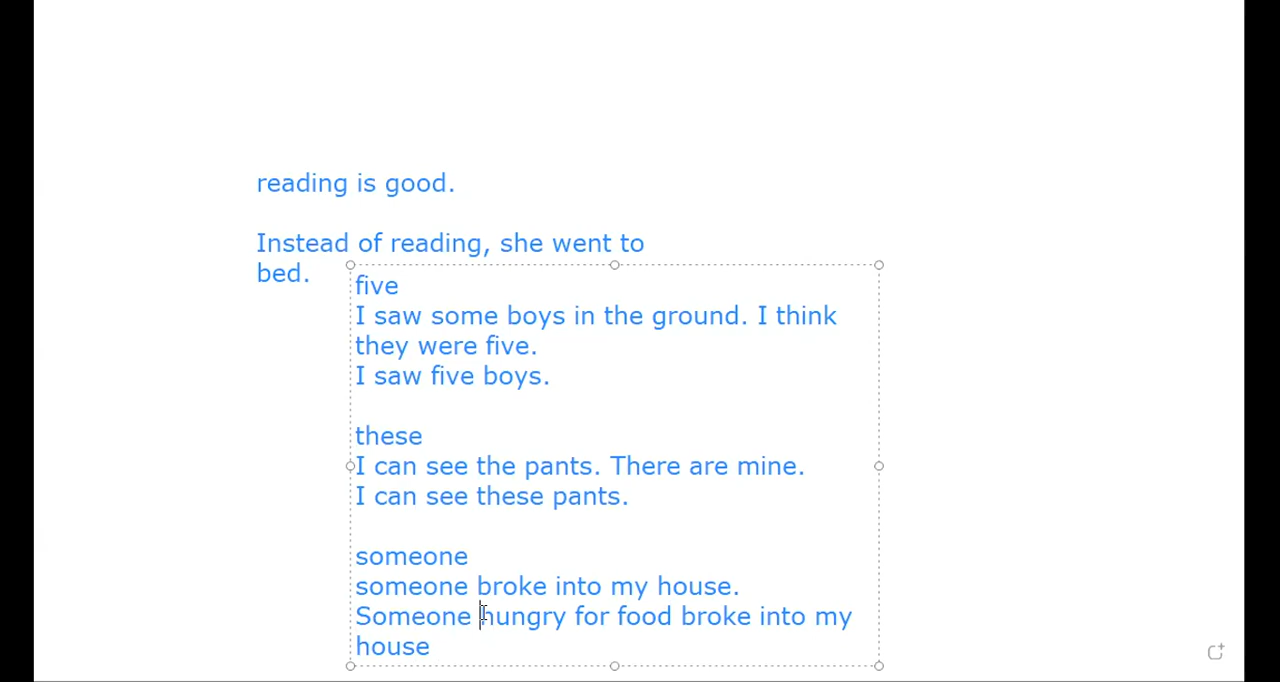 reading is good.
Instead of reading, she went to
bed.
five
I saw some boys in the ground. I think
they were five.
I saw five boys.
these
I can see the pants. There are mine.
I can see these pants.
someone
someone broke into my house.
Someone hungry for food broke into my
house